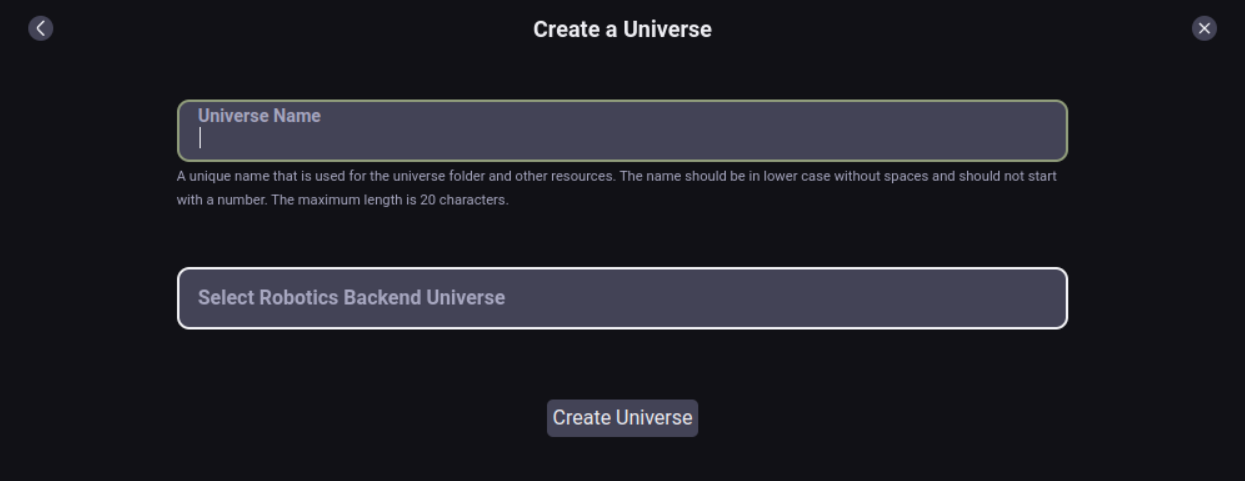 Create a Universe
Universe Name
A unique name that is used for the universe folder and other resources. The name should be in lower case without spaces and should not start
with a number. The maximum length is 20 characters.
Select Robotics Backend Universe
Create Universe